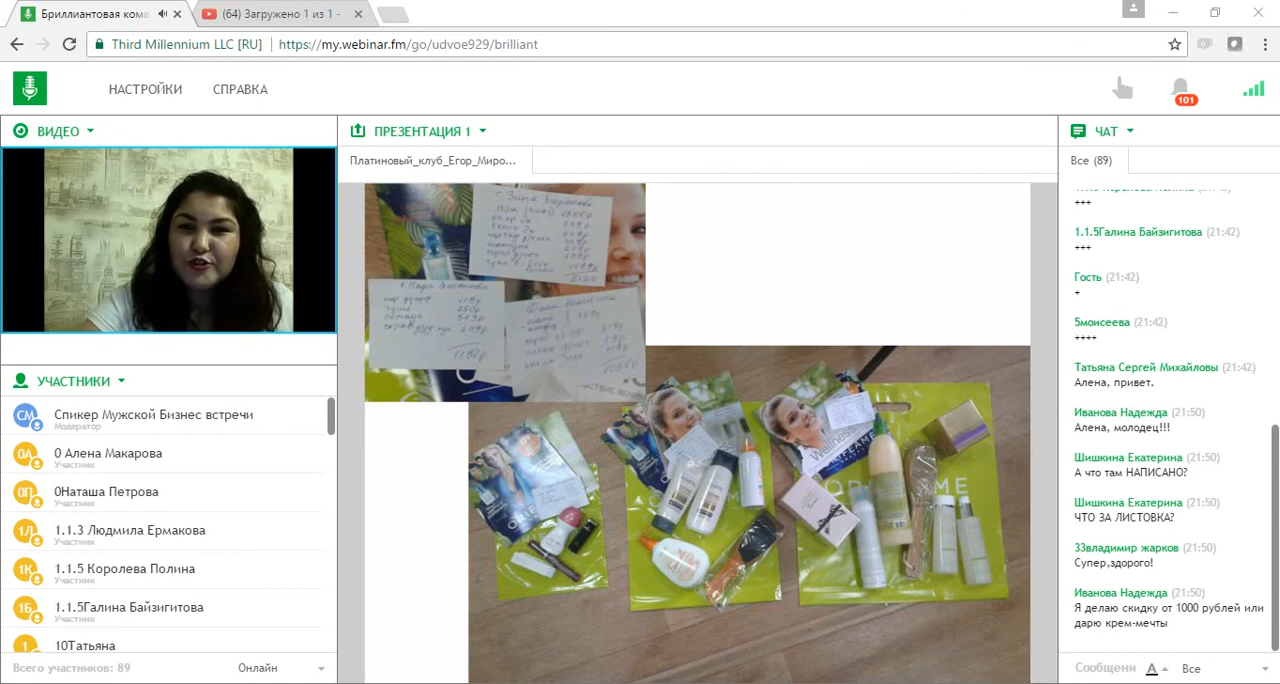 Бриллиантовая кома
(64) Загружено 1 из 1 -
Third Millennium LLC [RU]
https://my.webinar.fm/go/udvoe929/brilliant
НАСТРОЙКИ
СПРАВКА
101
ВИДЕО
УЧАСТНИКИ
СМ
Спикер Мужской Бизнес встречи
Модератор
0А
0 Алена Макарова
Участник
0П
0Наташа Петрова
Участник
1Л
1.1.3 Людмила Ермакова
Участник
1К
1.1.5 Королева Полина
Участник
1Б
1.1.5Галина Байзигитова
Участник
1
10Татьяна
Всего участников: 89
Онлайн
ПРЕЗЕНТАЦИЯ 1
Платиновый_клуб_Егор_Миро...
Wellness
ORIFLAME
ЧАТ
Все (89)
+++
1.1.5Галина Байзигитова (21:42)
+++
Гость (21:42)
+
5моисеева (21:42)
++++
Татьяна Сергей Михайловы (21:42)
Алена, привет.
Иванова Надежда (21:50)
Алена, молодец!!!
Шишкина Екатерина (21:50)
А что там НАПИСАНО?
Шишкина Екатерина (21:50)
ЧТО ЗА ЛИСТОВКА?
33владимир жарков (21:50)
Супер,здорого!
Иванова Надежда (21:50)
Я делаю скидку от 1000 рублей или
дарю крем-мечты
Сообщени
А
Все